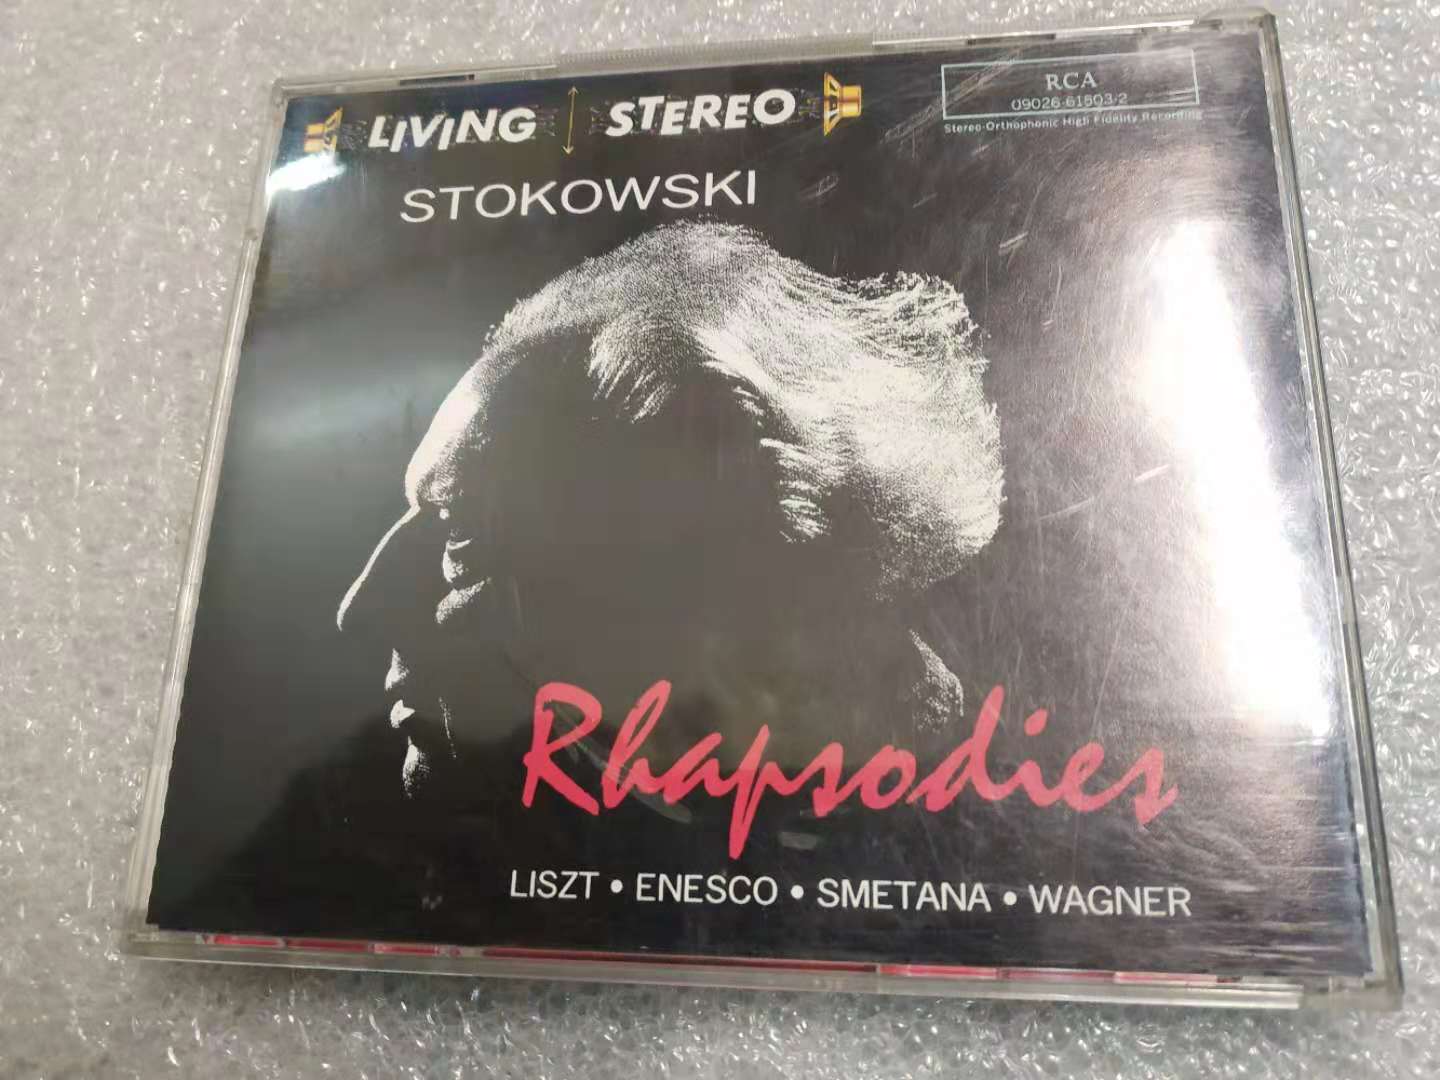 LIVING STEREO
RCA
09026-61503-2
Stereo-Orthophonic High Fidelity Recording
STOKOWSKI
Rhapsodies
LISZT • ENESCO • SMETANA • WAGNER